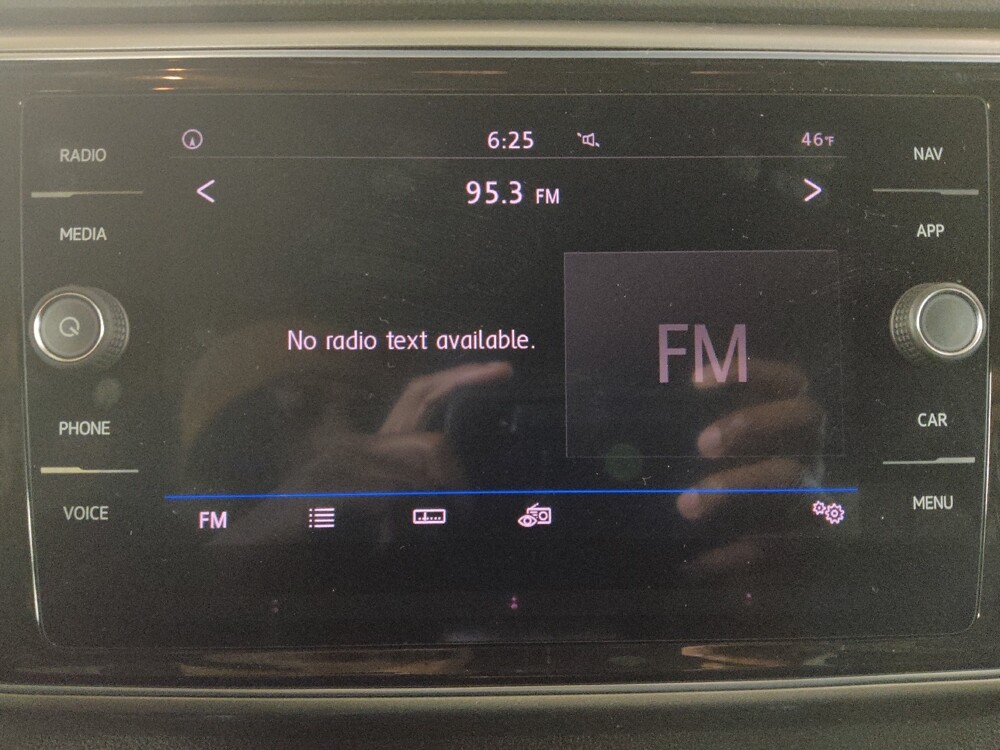 RADIO
MEDIA
PHONE
VOICE
6:25
46°F
95.3 FM
No radio text available.
FM
FM
NAV
APP
CAR
MENU